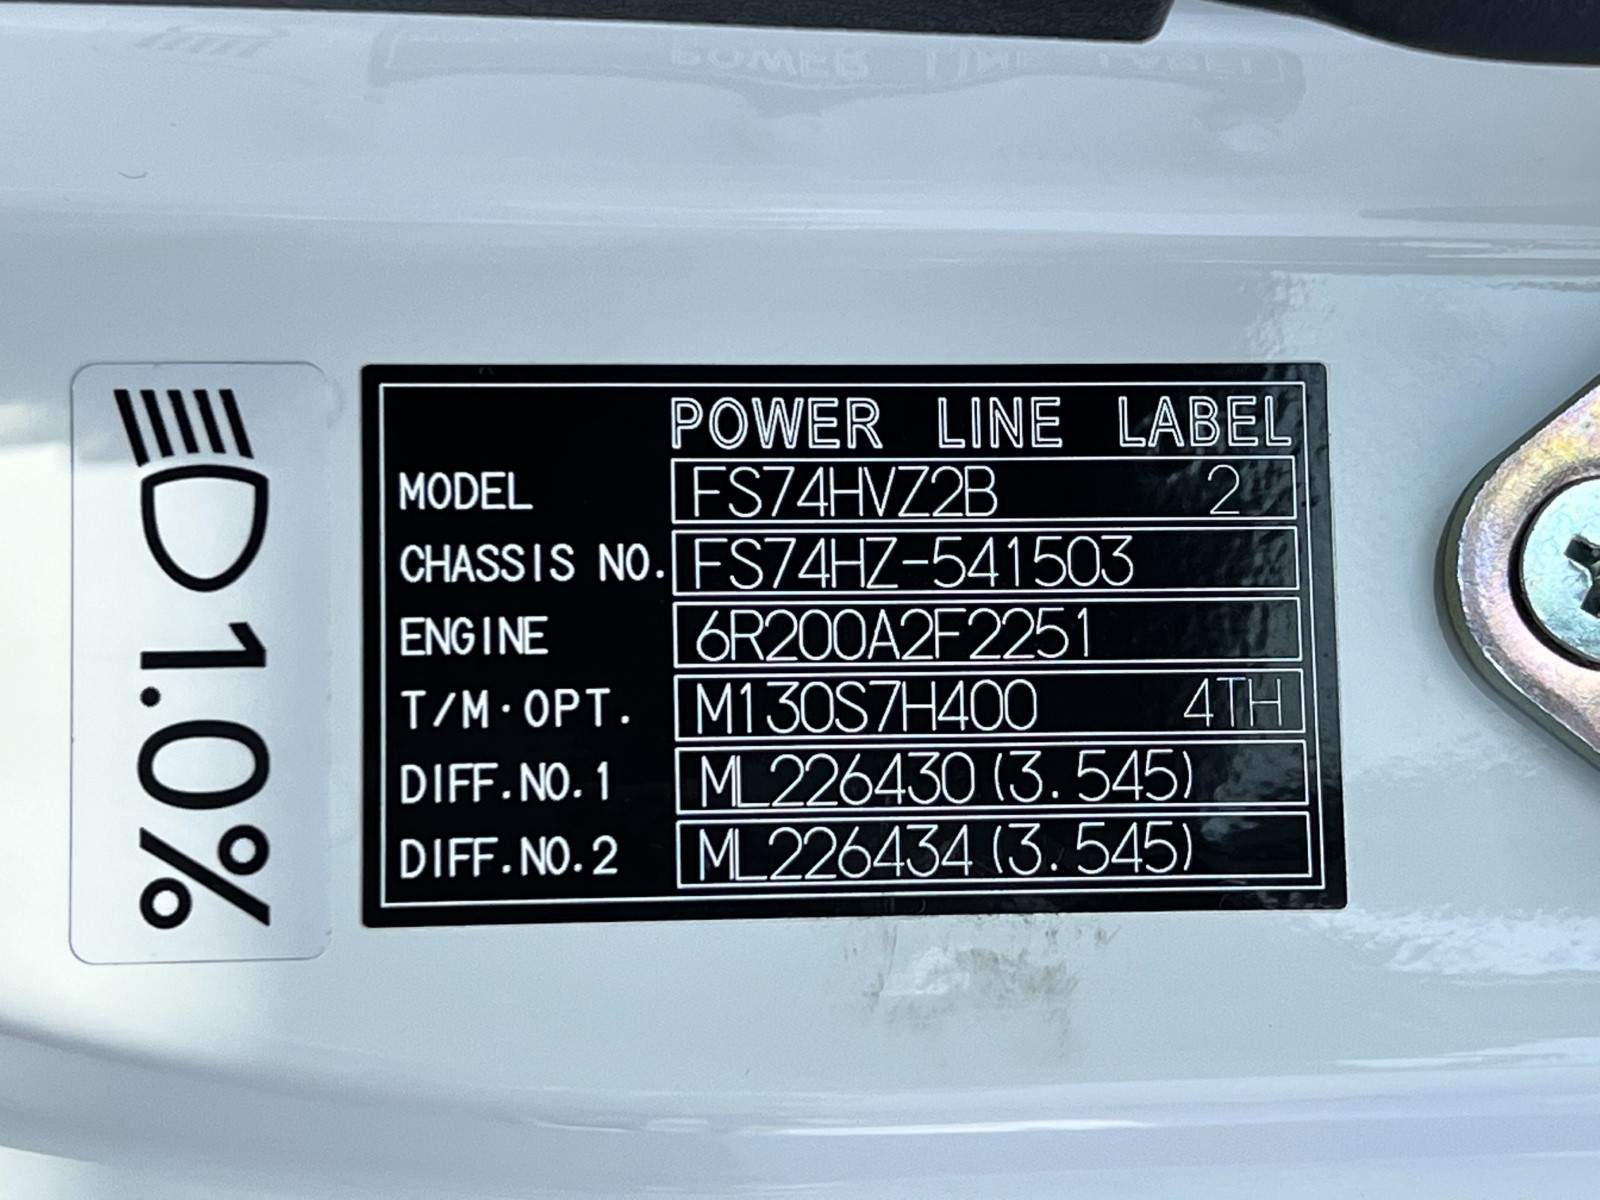 1.0%
POWER LINE LABEL
MODEL FS74HVZ2B 2
CHASSIS NO. FS74HZ-541503
ENGINE 6R200A2F2251
T/M·OPT. M130S7H400 4TH
DIFF.NO.1 ML226430(3.545)
DIFF.NO.2 ML226434(3.545)